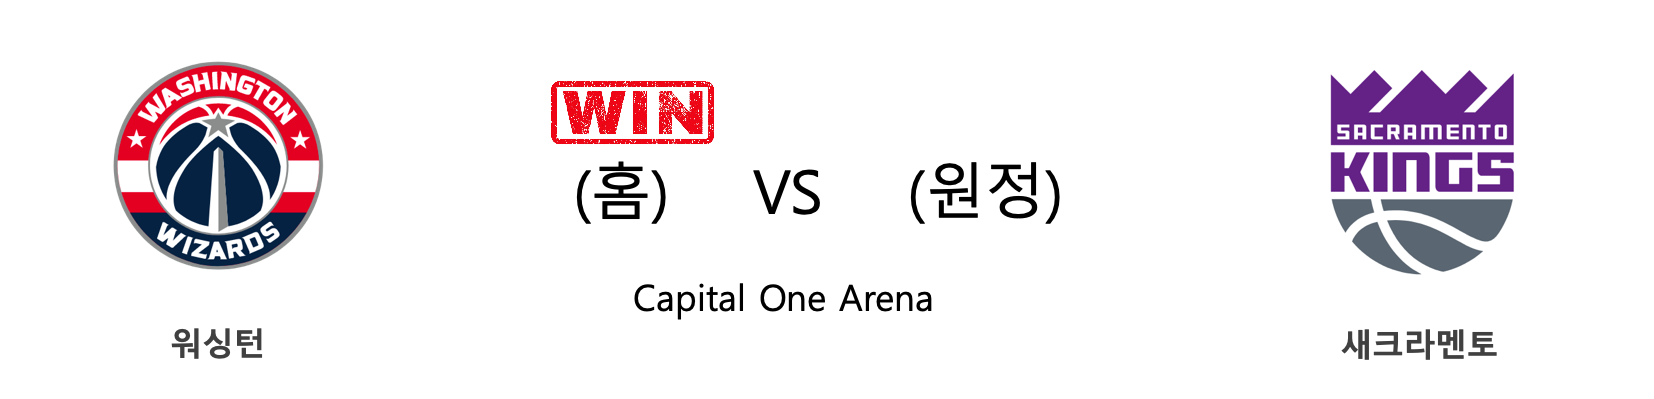 WASHINGTON
WIZARDS
워싱턴
WIN
(홈) VS (원정)
Capital One Arena
SACRAMENTO
KINGS
새크라멘토